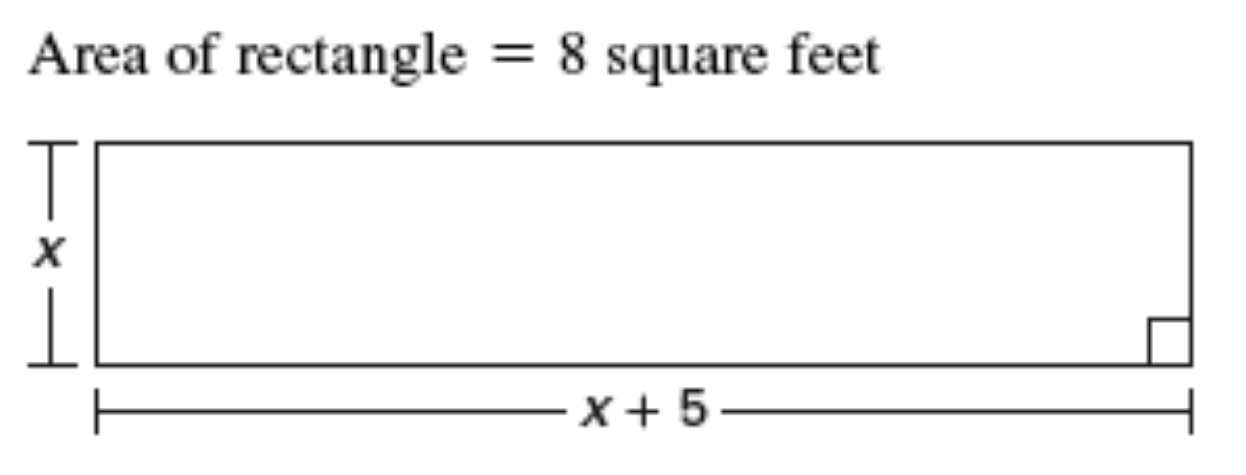 Area of rectangle = 8 square feet
x
x + 5